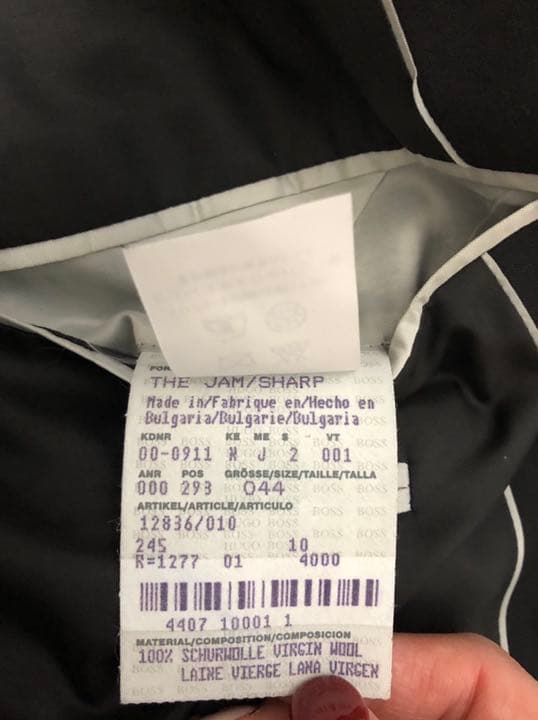 FOR
THE JAM/SHARP
Made in/Fabrique en/Hecho en
Bulgaria/Bulgarie/Bulgaria
KDNR KE ME S VT
00-0911 N J 2 001
ANR POS GRÖSSE/SIZE/TAILLE/TALLA
000 293 044
ARTIKEL/ARTICLE/ARTICULO
12836/010
245 10
R=1277 01 4000
4407 10001 1
MATERIAL/COMPOSITION/COMPOSICION
100% SCHURWOLLE VIRGIN WOOL
LAINE VIERGE LANA VIRGEN